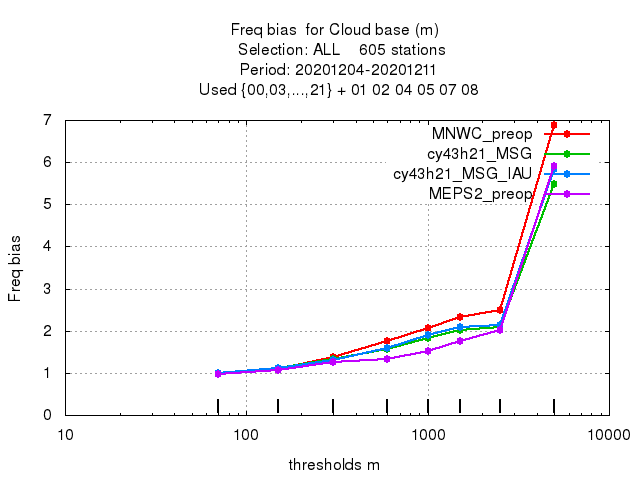 Freq bias  for Cloud base (m)
Selection: ALL    605 stations
Period: 20201204-20201211
Used {00,03,...,21} + 01 02 04 05 07 08
MNWC_preop
cy43h21_MSG
cy43h21_MSG_IAU
MEPS2_preop
Freq bias
7
6
5
4
3
2
1
0
10
100
1000
10000
thresholds m